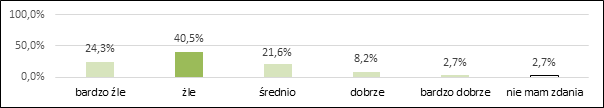 100,0%
50,0%
0,0%
24,3%
40,5%
21,6%
8,2%
2,7%
2,7%
bardzo źle
żle
średnio
dobrze
bardzo dobrze
nie mam zdania